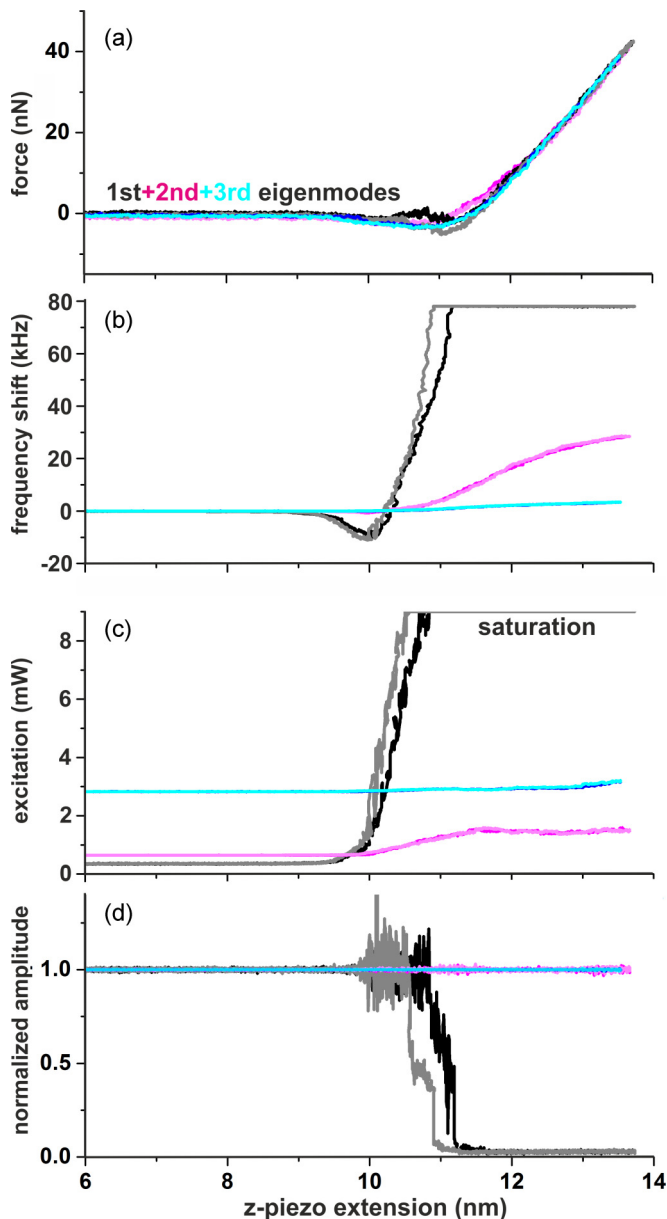 (a)
force (nN)
40
20
0
1st+2nd+3rd eigenmodes
(b)
frequency shift (kHz)
80
60
40
20
0
-20
(c)
excitation (mW)
8
6
4
2
0
saturation
(d)
normalized amplitude
1.0
0.5
0.0
6 8 10 12 14
z-piezo extension (nm)